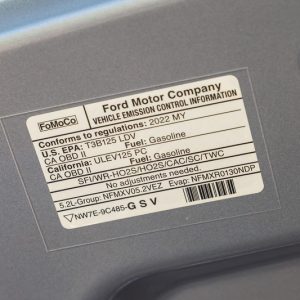 FoMoCo
Ford Motor Company
VEHICLE EMISSION CONTROL INFORMATION
Conforms to regulations: 2022 MY
U.S. EPA: T3B125 LDV
CA OBD II Fuel: Gasoline
California: ULEV125 PC
CA OBD II Fuel: Gasoline
SFI/WR-HO2S/HO2S/CAC/SC/TWC
No adjustments needed.
5.2L-Group: NFMXV05.2VEZ Evap: NFMXR0130NDP
NW7E-9C485-GSV